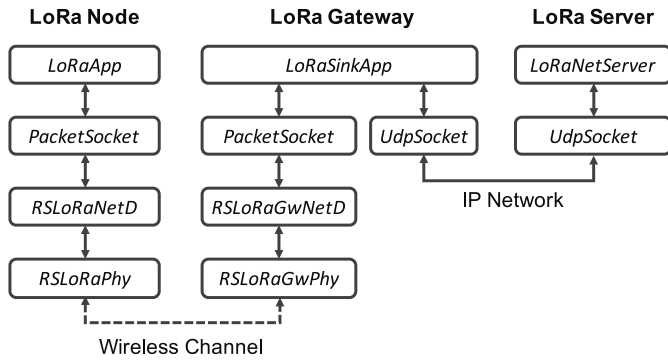 LoRa Node
LoRa Gateway
LoRa Server
LoRaApp
LoRaSinkApp
LoRaNetServer
PacketSocket
PacketSocket
UdpSocket
UdpSocket
RSLoRaNetD
RSLoRaGwNetD
IP Network
RSLoRaPhy
RSLoRaGwPhy
Wireless Channel